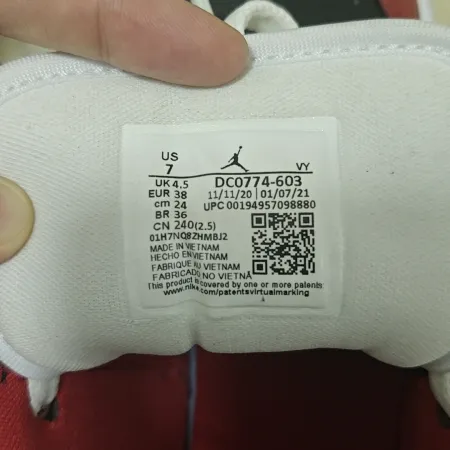 US
7
VY
UK 4.5
DC0774-603
EUR 38
11/11/20 01/07/21
cm 24
UPC 00194957098880
BR 36
CN 240(2.5)
01H7NQ8ZHMBJ2
MADE IN VIETNAM
HECHO EN VIETNAM
FABRIQUE AU VIETNAM
FABRICADO NO VIETNÃ
This product is covered by one or more patents
www.nike.com/patentsvirtualmarking